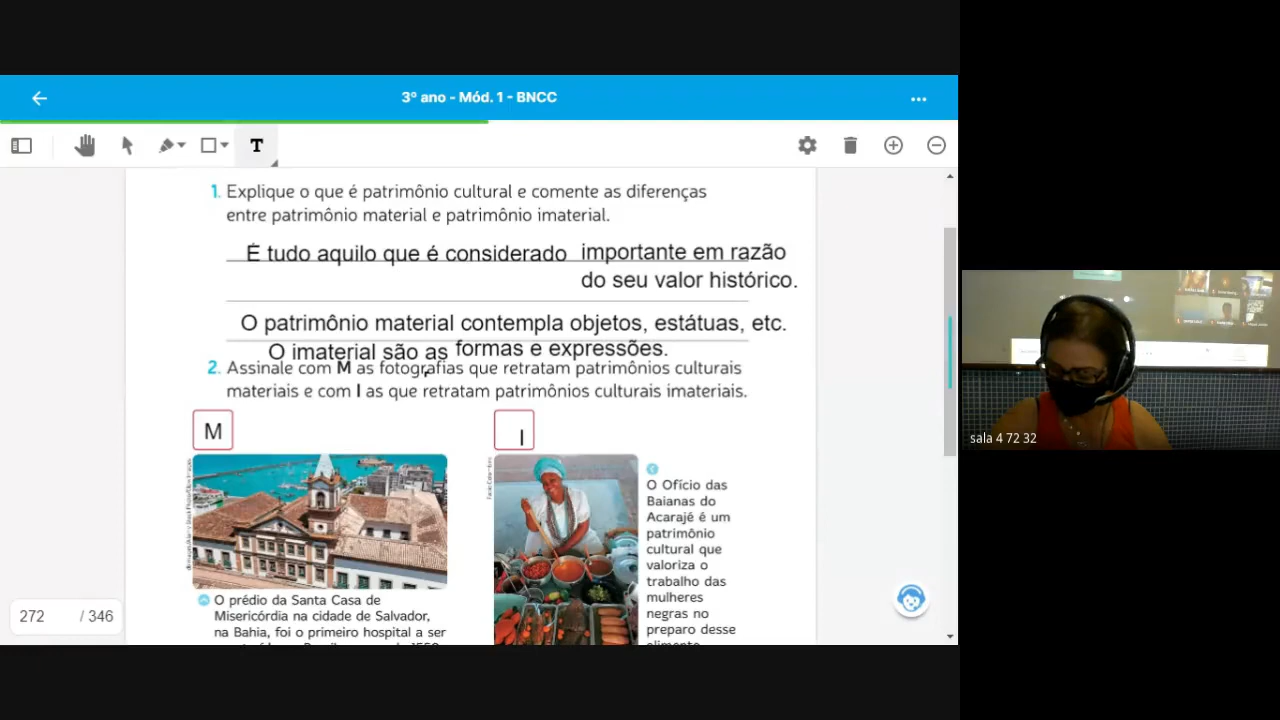 3º ano - Mód. 1 - BNCC
T
1. Explique o que é patrimônio cultural e comente as diferenças
entre patrimônio material e patrimônio imaterial.
É tudo aquilo que é considerado importante em razão
do seu valor histórico.
O patrimônio material contempla objetos, estátuas, etc.
O imaterial são as formas e expressões.
2. Assinale com M as fotografias que retratam patrimônios culturais
materiais e com I as que retratam patrimônios culturais imateriais.
M
I
O prédio da Santa Casa de
Misericórdia na cidade de Salvador,
na Bahia, foi o primeiro hospital a ser
O Ofício das
Baianas do
Acarajé é um
patrimônio
cultural que
valoriza o
trabalho das
mulheres
negras no
preparo desse
alimento
272 / 346
sala 4 72 32